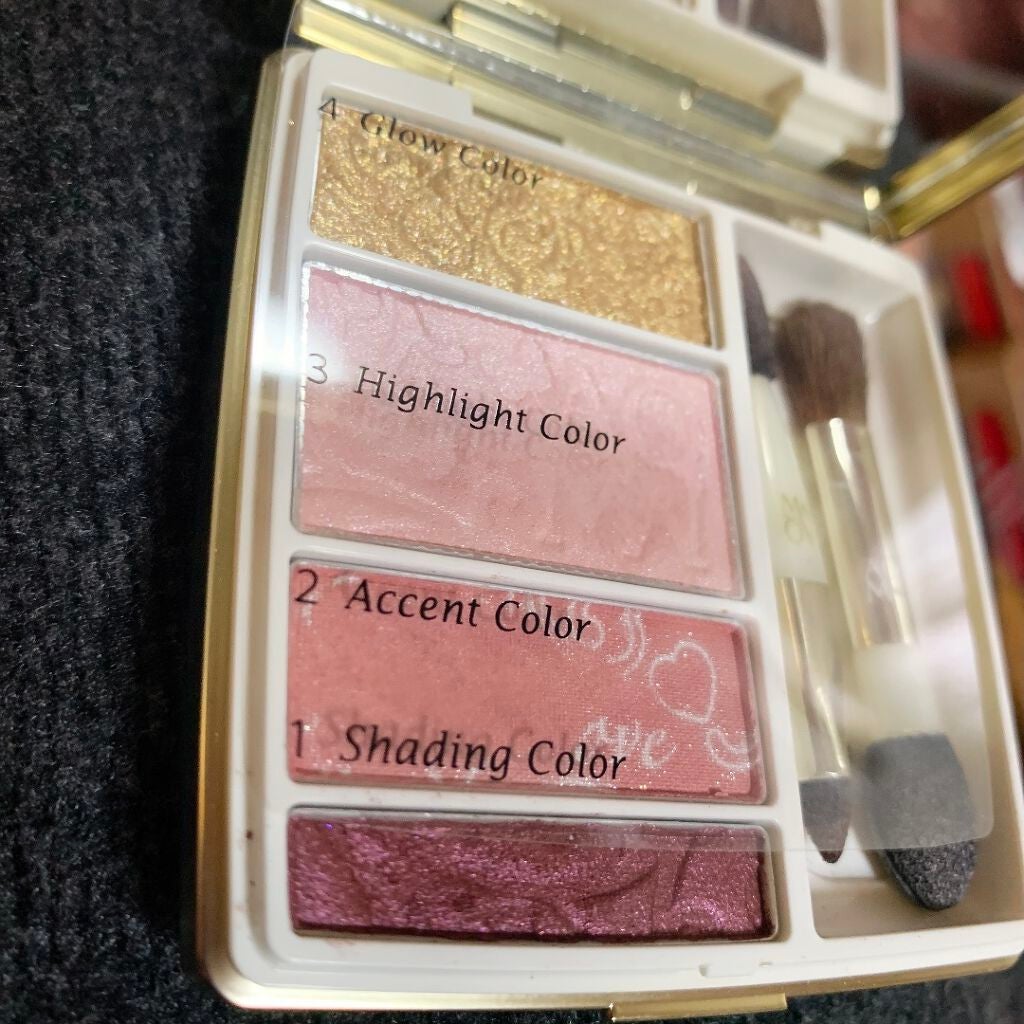 4 Glow Color
3 Highlight Color
2 Accent Color
1 Shading Color